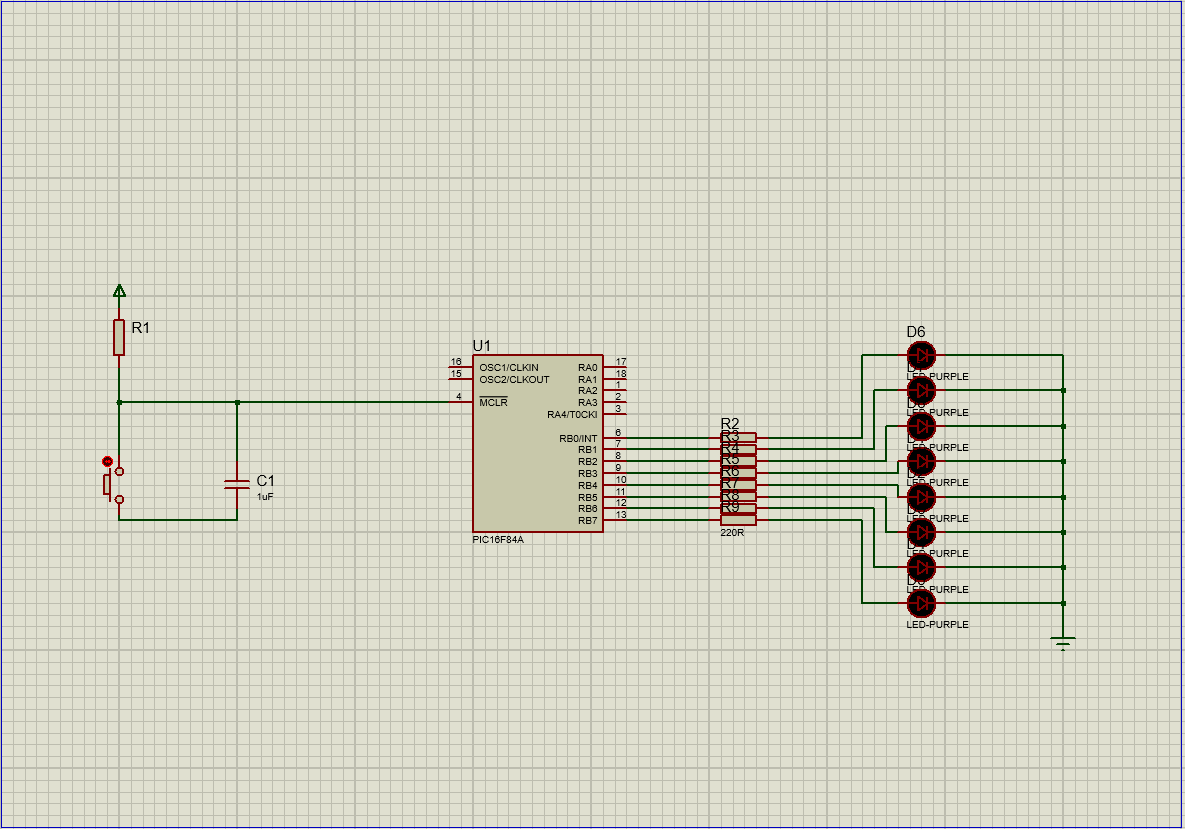 R1
C1
1uF
U1
16
OSC1/CLKIN
15
OSC2/CLKOUT
4
MCLR
RA0
17
RA1
18
RA2
1
RA3
2
RA4/T0CKI
3
RB0/INT
6
RB1
7
RB2
8
RB3
9
RB4
10
RB5
11
RB6
12
RB7
13
PIC16F84A
R2
R3
R4
R5
R6
R7
R8
R9
220R
D6
LED-PURPLE
LED-PURPLE
LED-PURPLE
LED-PURPLE
LED-PURPLE
LED-PURPLE
LED-PURPLE
LED-PURPLE